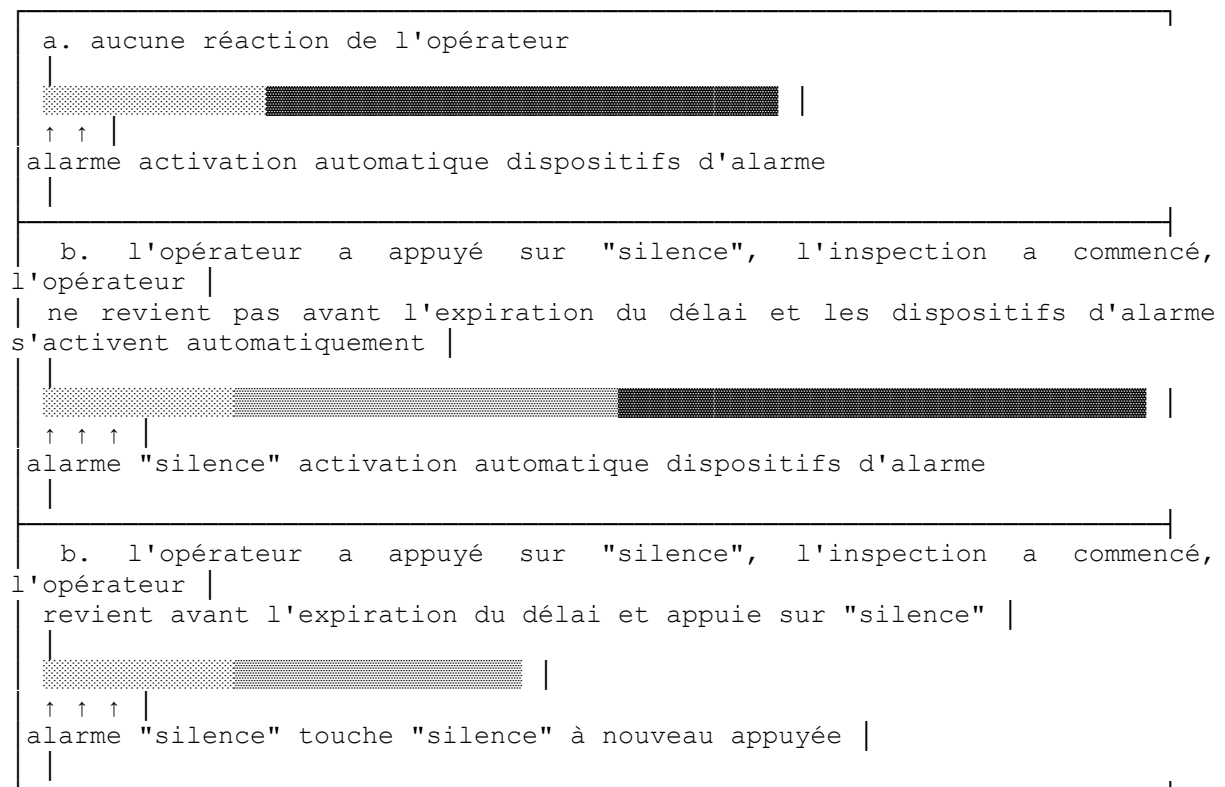 a. aucune réaction de l'opérateur
↑ ↑
alarme activation automatique dispositifs d'alarme
b. l'opérateur a appuyé sur "silence", l'inspection a commencé,
l'opérateur
ne revient pas avant l'expiration du délai et les dispositifs d'alarme
s'activent automatiquement
↑ ↑ ↑
alarme "silence" activation automatique dispositifs d'alarme
b. l'opérateur a appuyé sur "silence", l'inspection a commencé,
l'opérateur
revient avant l'expiration du délai et appuie sur "silence"
↑ ↑ ↑
alarme "silence" touche "silence" à nouveau appuyée